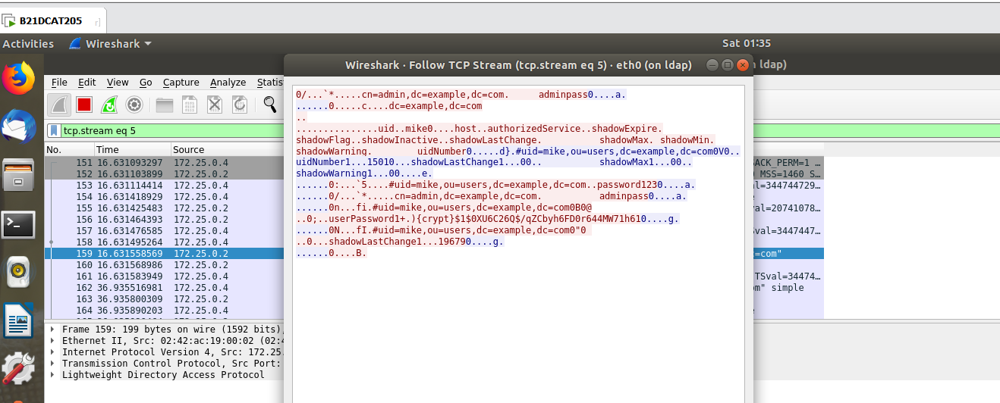 B21DCAT205
Activities Wireshark Sat 01:35
Wireshark · Follow TCP Stream (tcp.stream eq 5) · eth0 (on ldap)
on ldap)
File Edit View Go Capture Analyze Statis
tcp.stream eq 5
No. Time Source
151 16.631093297 172.25.0.4
152 16.631103899 172.25.0.2
153 16.631114414 172.25.0.4
154 16.631418929 172.25.0.4
155 16.631425483 172.25.0.2
156 16.631464393 172.25.0.2
157 16.631476585 172.25.0.4
158 16.631495264 172.25.0.4
159 16.631558569 172.25.0.2
160 16.631568986 172.25.0.2
161 16.631583949 172.25.0.4
162 36.935516981 172.25.0.4
163 36.935800309 172.25.0.2
164 36.935890203 172.25.0.4
0/...`*.....cn=admin,dc=example,dc=com. adminpass0....a.
......0.....c....dc=example,dc=com
..
...............uid..mike0....host..authorizedService..shadowExpire.
shadowFlag..shadowInactive..shadowLastChange. shadowMax. shadowMin.
shadowWarning. uidNumber0.....d}.#uid=mike,ou=users,dc=example,dc=com0V0..
uidNumber1...15010...shadowLastChange1...00.. shadowMax1...00..
shadowWarning1...00....e.
......0:...`5....#uid=mike,ou=users,dc=example,dc=com..password1230....a.
......0/...`*.....cn=admin,dc=example,dc=com. adminpass0....a.
......0n...fi.#uid=mike,ou=users,dc=example,dc=com0B0@
..0;..userPassword1+.){crypt}$1$0XU6C26Q$/qZCbyh6FD0r644MW71h610....g.
......0N...fI.#uid=mike,ou=users,dc=example,dc=com0"0
..0...shadowLastChange1...196790....g.
......0....B.
SACK_PERM=1 ...
MSS=1460 S...
al=344744729...
val=20741078...
Sval=3447447...
c=com"
TSval=34474...
om" simple
Frame 159: 199 bytes on wire (1592 bits),
Ethernet II, Src: 02:42:ac:19:00:02 (02:4
Internet Protocol Version 4, Src: 172.25.
Transmission Control Protocol, Src Port:
Lightweight Directory Access Protocol